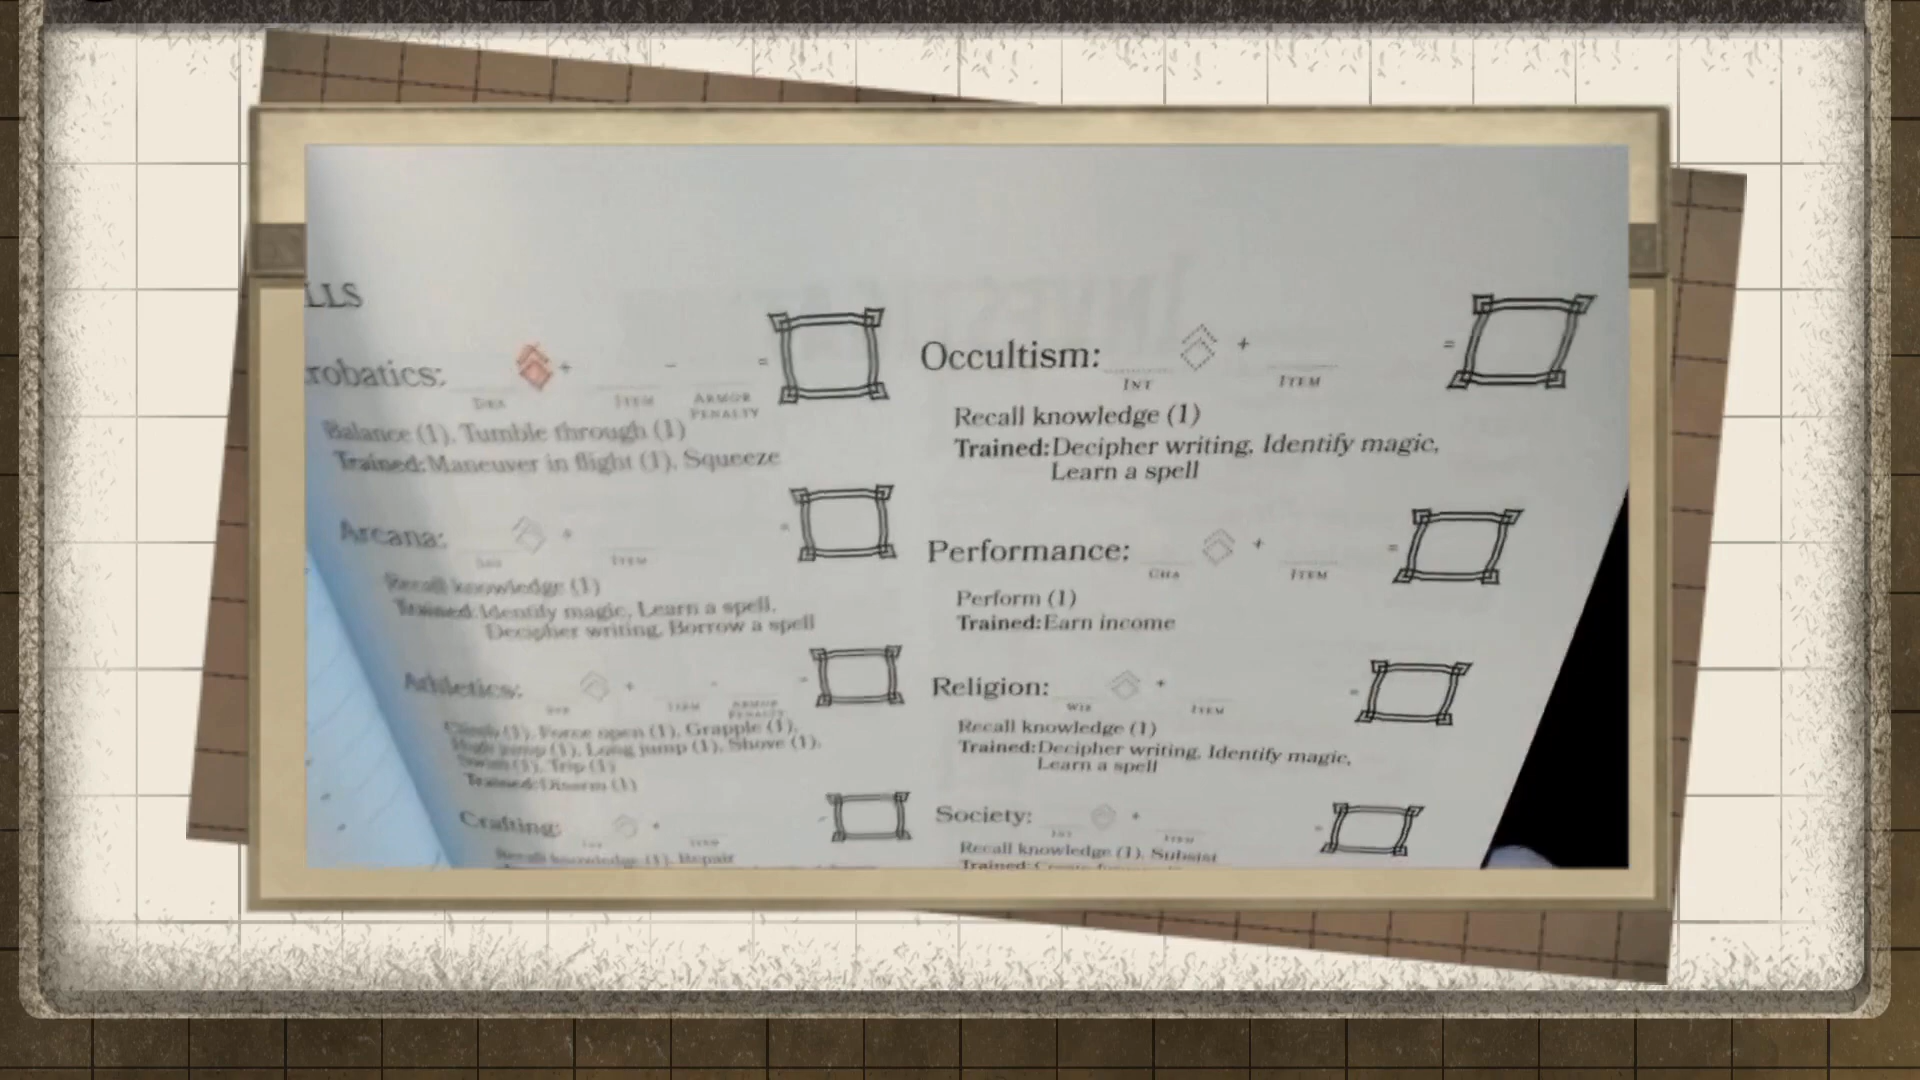 LLS
robatics: + - =
DEX ITEM ARMOR
PENALTY
Balance (1), Tumble through (1)
Trained: Maneuver in flight (1), Squeeze
Arcana: + =
ITEM
Recall knowledge (1)
Trained: Identify magic, Learn a spell,
Decipher writing, Borrow a spell
Athletics: + - =
ITEM ARMOR
PENALTY
Climb (1), Force open (1), Grapple (1),
High jump (1), Long jump (1), Shove (1),
Swim (1), Trip (1)
Trained: Disarm (1)
Crafting: +
ITEM
Recall knowledge (1), Repair
Occultism: + =
INT ITEM
Recall knowledge (1)
Trained: Decipher writing, Identify magic,
Learn a spell
Performance: + =
CHA ITEM
Perform (1)
Trained: Earn income
Religion: + =
WIS ITEM
Recall knowledge (1)
Trained: Decipher writing, Identify magic,
Learn a spell
Society: + =
INT ITEM
Recall knowledge (1), Subsist
Trained: